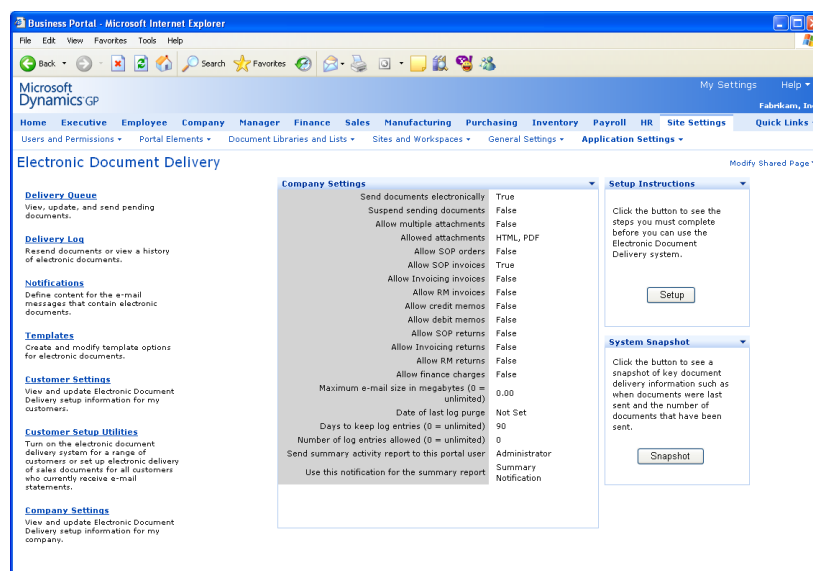 Business Portal - Microsoft Internet Explorer
File Edit View Favorites Tools Help
Back Search Favorites
Microsoft
Dynamics GP
My Settings Help
Fabrikam, In
Home Executive Employee Company Manager Finance Sales Manufacturing Purchasing Inventory Payroll HR Site Settings Quick Links
Users and Permissions Portal Elements Document Libraries and Lists Sites and Workspaces General Settings Application Settings
Electronic Document Delivery
Modify Shared Page
Delivery Queue
View, update, and send pending
documents.
Delivery Log
Resend documents or view a history
of electronic documents.
Notifications
Define content for the e-mail
messages that contain electronic
documents.
Templates
Create and modify template options
for electronic documents.
Customer Settings
View and update Electronic Document
Delivery setup information for my
customers.
Customer Setup Utilities
Turn on the electronic document
delivery system for a range of
customers or set up electronic delivery
of sales documents for all customers
who currently receive e-mail
statements.
Company Settings
View and update Electronic Document
Delivery setup information for my
company.
Company Settings
Send documents electronically True
Suspend sending documents False
Allow multiple attachments False
Allowed attachments HTML, PDF
Allow SOP orders False
Allow SOP invoices True
Allow Invoicing invoices False
Allow RM invoices False
Allow credit memos False
Allow debit memos False
Allow SOP returns False
Allow Invoicing returns False
Allow RM returns False
Allow finance charges False
Maximum e-mail size in megabytes (0 =
unlimited) 0.00
Date of last log purge Not Set
Days to keep log entries (0 = unlimited) 90
Number of log entries allowed (0 = unlimited) 0
Send summary activity report to this portal user Administrator
Use this notification for the summary report Summary
Notification
Setup Instructions
Click the button to see the
steps you must complete
before you can use the
Electronic Document
Delivery system.
Setup
System Snapshot
Click the button to see a
snapshot of key document
delivery information such as
when documents were last
sent and the number of
documents that have been
sent.
Snapshot